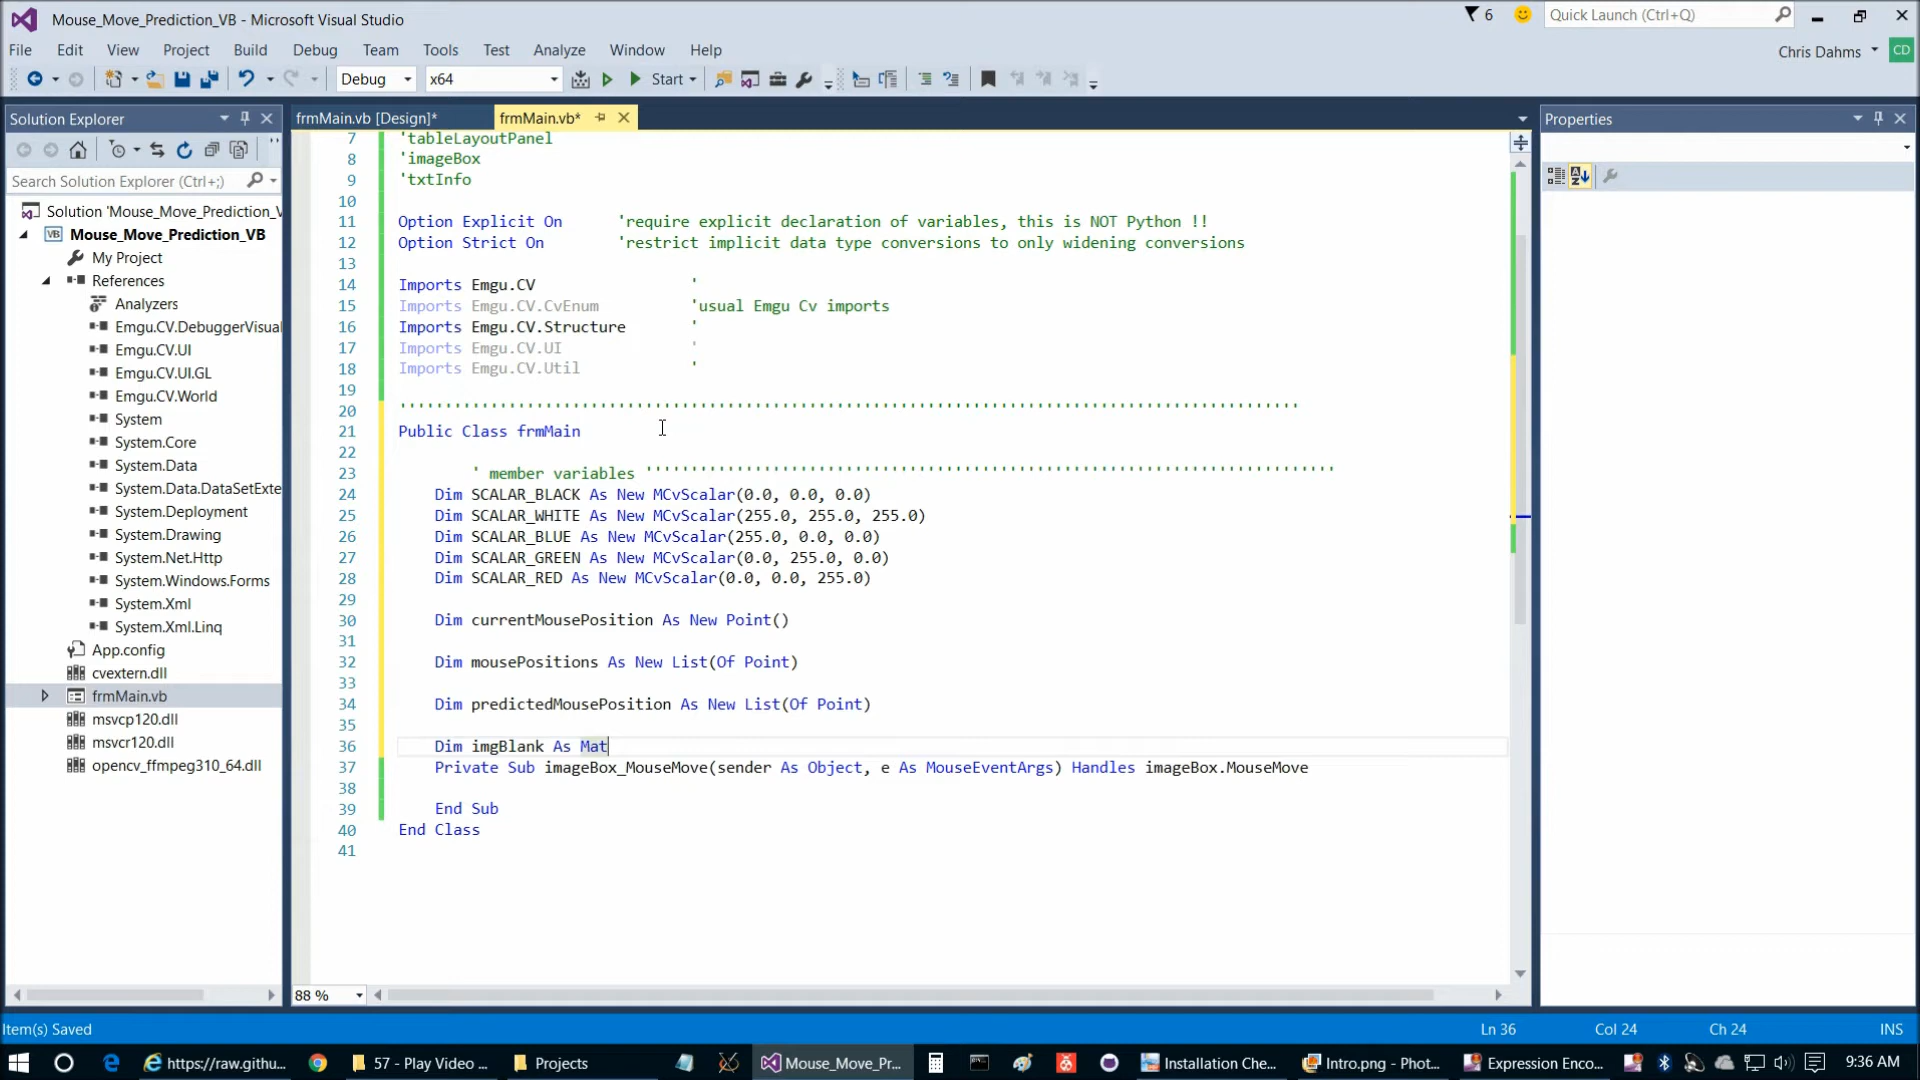 Mouse_Move_Prediction_VB - Microsoft Visual Studio
6
Quick Launch (Ctrl+Q)
File Edit View Project Build Debug Team Tools Test Analyze Window Help
Chris Dahms
CD
Debug
x64
Start
Solution Explorer
Search Solution Explorer (Ctrl+;)
Solution 'Mouse_Move_Prediction_V
VB Mouse_Move_Prediction_VB
My Project
References
Analyzers
Emgu.CV.DebuggerVisual
Emgu.CV.UI
Emgu.CV.UI.GL
Emgu.CV.World
System
System.Core
System.Data
System.Data.DataSetExte
System.Deployment
System.Drawing
System.Net.Http
System.Windows.Forms
System.Xml
System.Xml.Linq
App.config
cvextern.dll
frmMain.vb
msvcp120.dll
msvcr120.dll
opencv_ffmpeg310_64.dll
frmMain.vb [Design]*
frmMain.vb*
7 'tableLayoutPanel
8 'imageBox
9 'txtInfo
10
11 Option Explicit On 'require explicit declaration of variables, this is NOT Python !!
12 Option Strict On 'restrict implicit data type conversions to only widening conversions
13
14 Imports Emgu.CV '
15 Imports Emgu.CV.CvEnum 'usual Emgu Cv imports
16 Imports Emgu.CV.Structure '
17 Imports Emgu.CV.UI '
18 Imports Emgu.CV.Util '
19
20 '''''''''''''''''''''''''''''''''''''''''''''''''''''''''''''''''''''''''''''''''''''''''''''''''''
21 Public Class frmMain
22
23 ' member variables ''''''''''''''''''''''''''''''''''''''''''''''''''''''''''''''''''''''''''''
24 Dim SCALAR_BLACK As New MCvScalar(0.0, 0.0, 0.0)
25 Dim SCALAR_WHITE As New MCvScalar(255.0, 255.0, 255.0)
26 Dim SCALAR_BLUE As New MCvScalar(255.0, 0.0, 0.0)
27 Dim SCALAR_GREEN As New MCvScalar(0.0, 255.0, 0.0)
28 Dim SCALAR_RED As New MCvScalar(0.0, 0.0, 255.0)
29
30 Dim currentMousePosition As New Point()
31
32 Dim mousePositions As New List(Of Point)
33
34 Dim predictedMousePosition As New List(Of Point)
35
36 Dim imgBlank As Mat
37 Private Sub imageBox_MouseMove(sender As Object, e As MouseEventArgs) Handles imageBox.MouseMove
38
39 End Sub
40 End Class
41
88 %
Properties
Item(s) Saved
Ln 36 Col 24 Ch 24 INS
https://raw.githu...
57 - Play Video ...
Projects
Mouse_Move_Pr...
Installation Che...
Intro.png - Phot...
Expression Enco...
9:36 AM